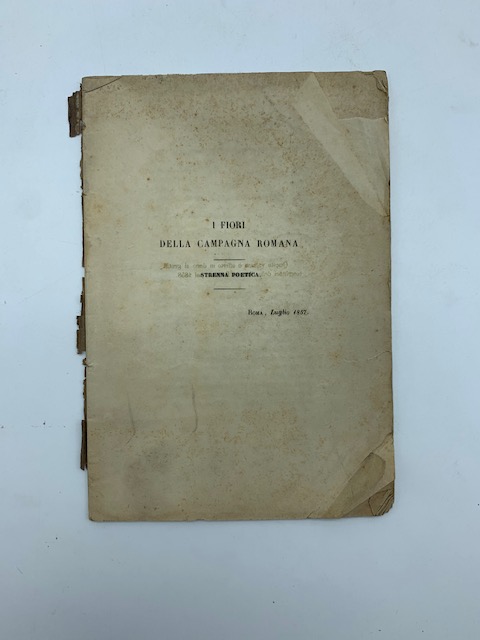 I FIORI
DELLA CAMPAGNA ROMANA
STRENNA POETICA
Roma, Luglio 1857.